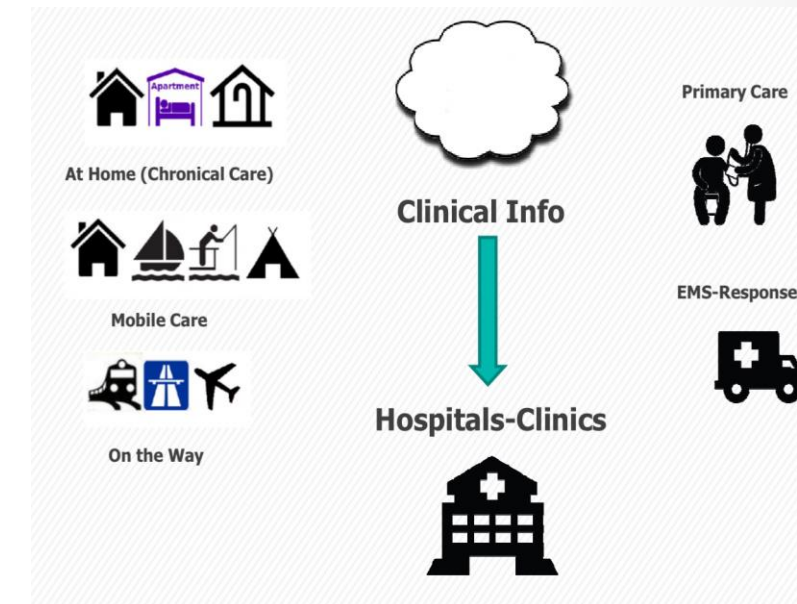 Apartment
At Home (Chronical Care)
Mobile Care
On the Way
Clinical Info
Hospitals-Clinics
Primary Care
EMS-Response